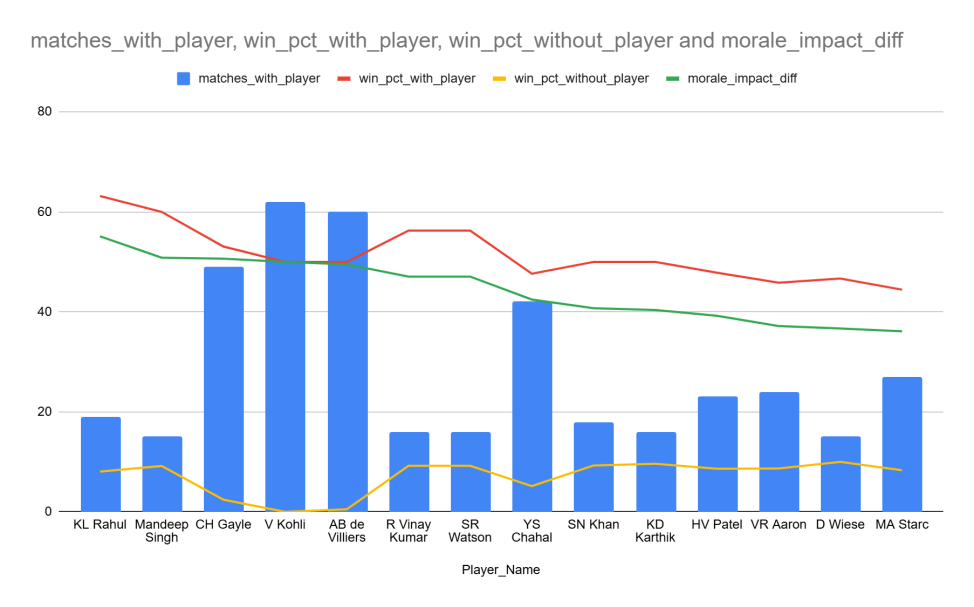 matches_with_player, win_pct_with_player, win_pct_without_player and morale_impact_diff
matches_with_player win_pct_with_player win_pct_without_player morale_impact_diff
80
60
40
20
0
KL Rahul Mandeep Singh CH Gayle V Kohli AB de Villiers R Vinay Kumar SR Watson YS Chahal SN Khan KD Karthik HV Patel VR Aaron D Wiese MA Starc
Player_Name